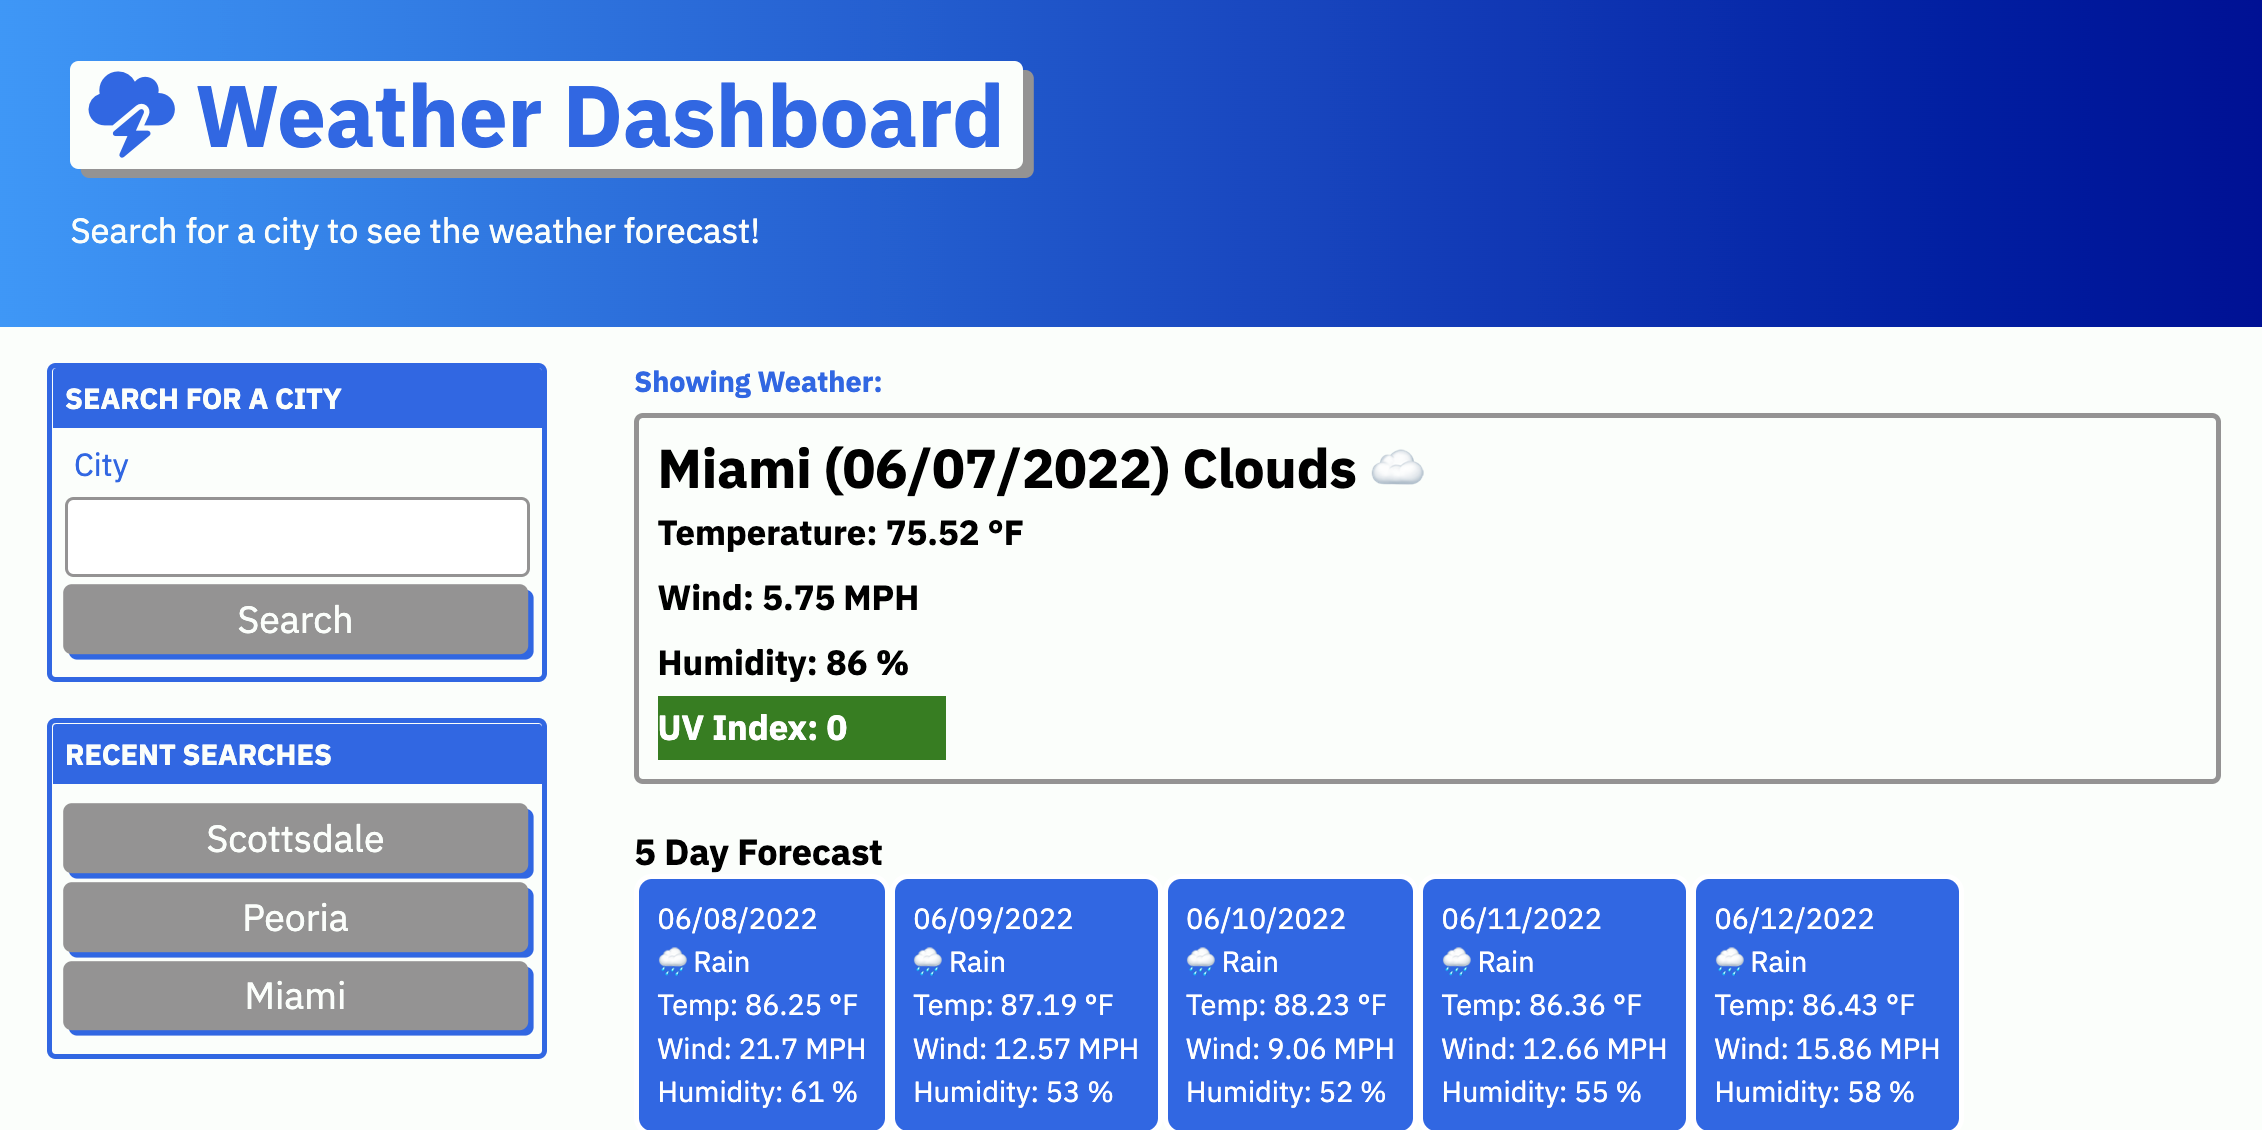 Weather Dashboard
Search for a city to see the weather forecast!
SEARCH FOR A CITY
City
Search
RECENT SEARCHES
Scottsdale
Peoria
Miami
Showing Weather:
Miami (06/07/2022) Clouds
Temperature: 75.52 °F
Wind: 5.75 MPH
Humidity: 86 %
UV Index: 0
5 Day Forecast
06/08/2022
Rain
Temp: 86.25 °F
Wind: 21.7 MPH
Humidity: 61 %
06/09/2022
Rain
Temp: 87.19 °F
Wind: 12.57 MPH
Humidity: 53 %
06/10/2022
Rain
Temp: 88.23 °F
Wind: 9.06 MPH
Humidity: 52 %
06/11/2022
Rain
Temp: 86.36 °F
Wind: 12.66 MPH
Humidity: 55 %
06/12/2022
Rain
Temp: 86.43 °F
Wind: 15.86 MPH
Humidity: 58 %